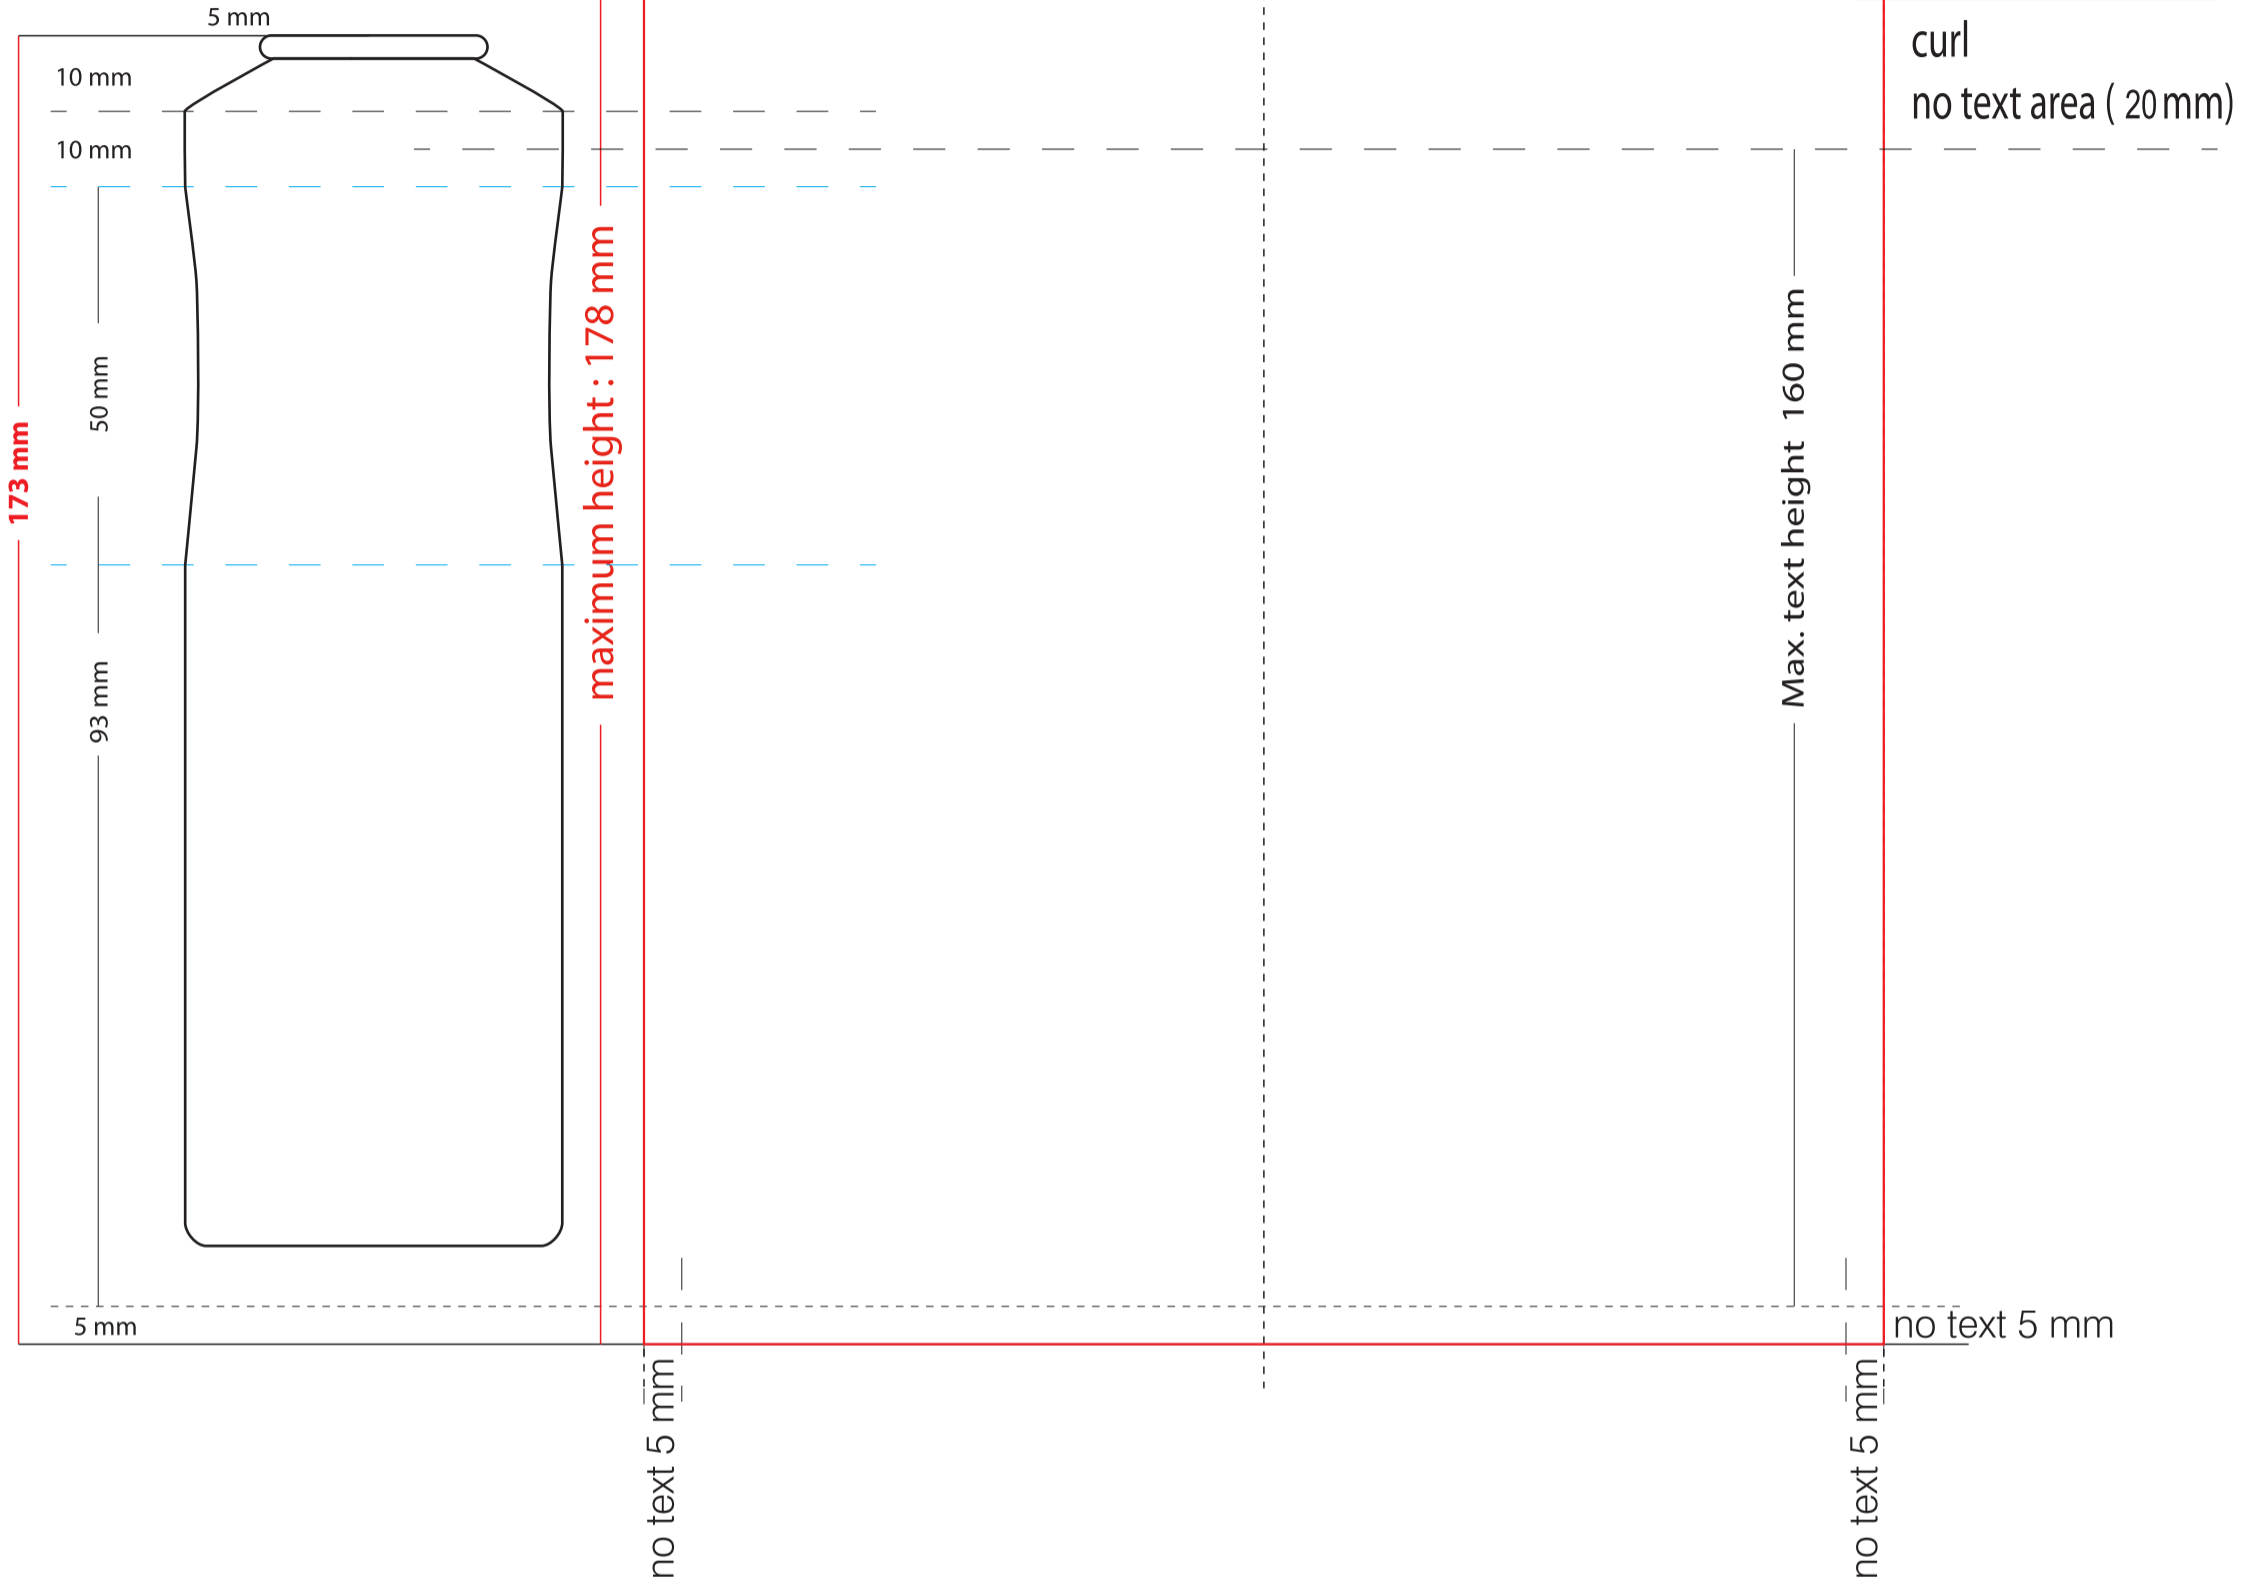 5 mm
curl
10 mm
no text area ( 20 mm)
10 mm
maximum height : 178 mm
Max. text height 160 mm
50 mm
173 mm
93 mm
5 mm
no text 5 mm
no text 5 mm
no text 5 mm